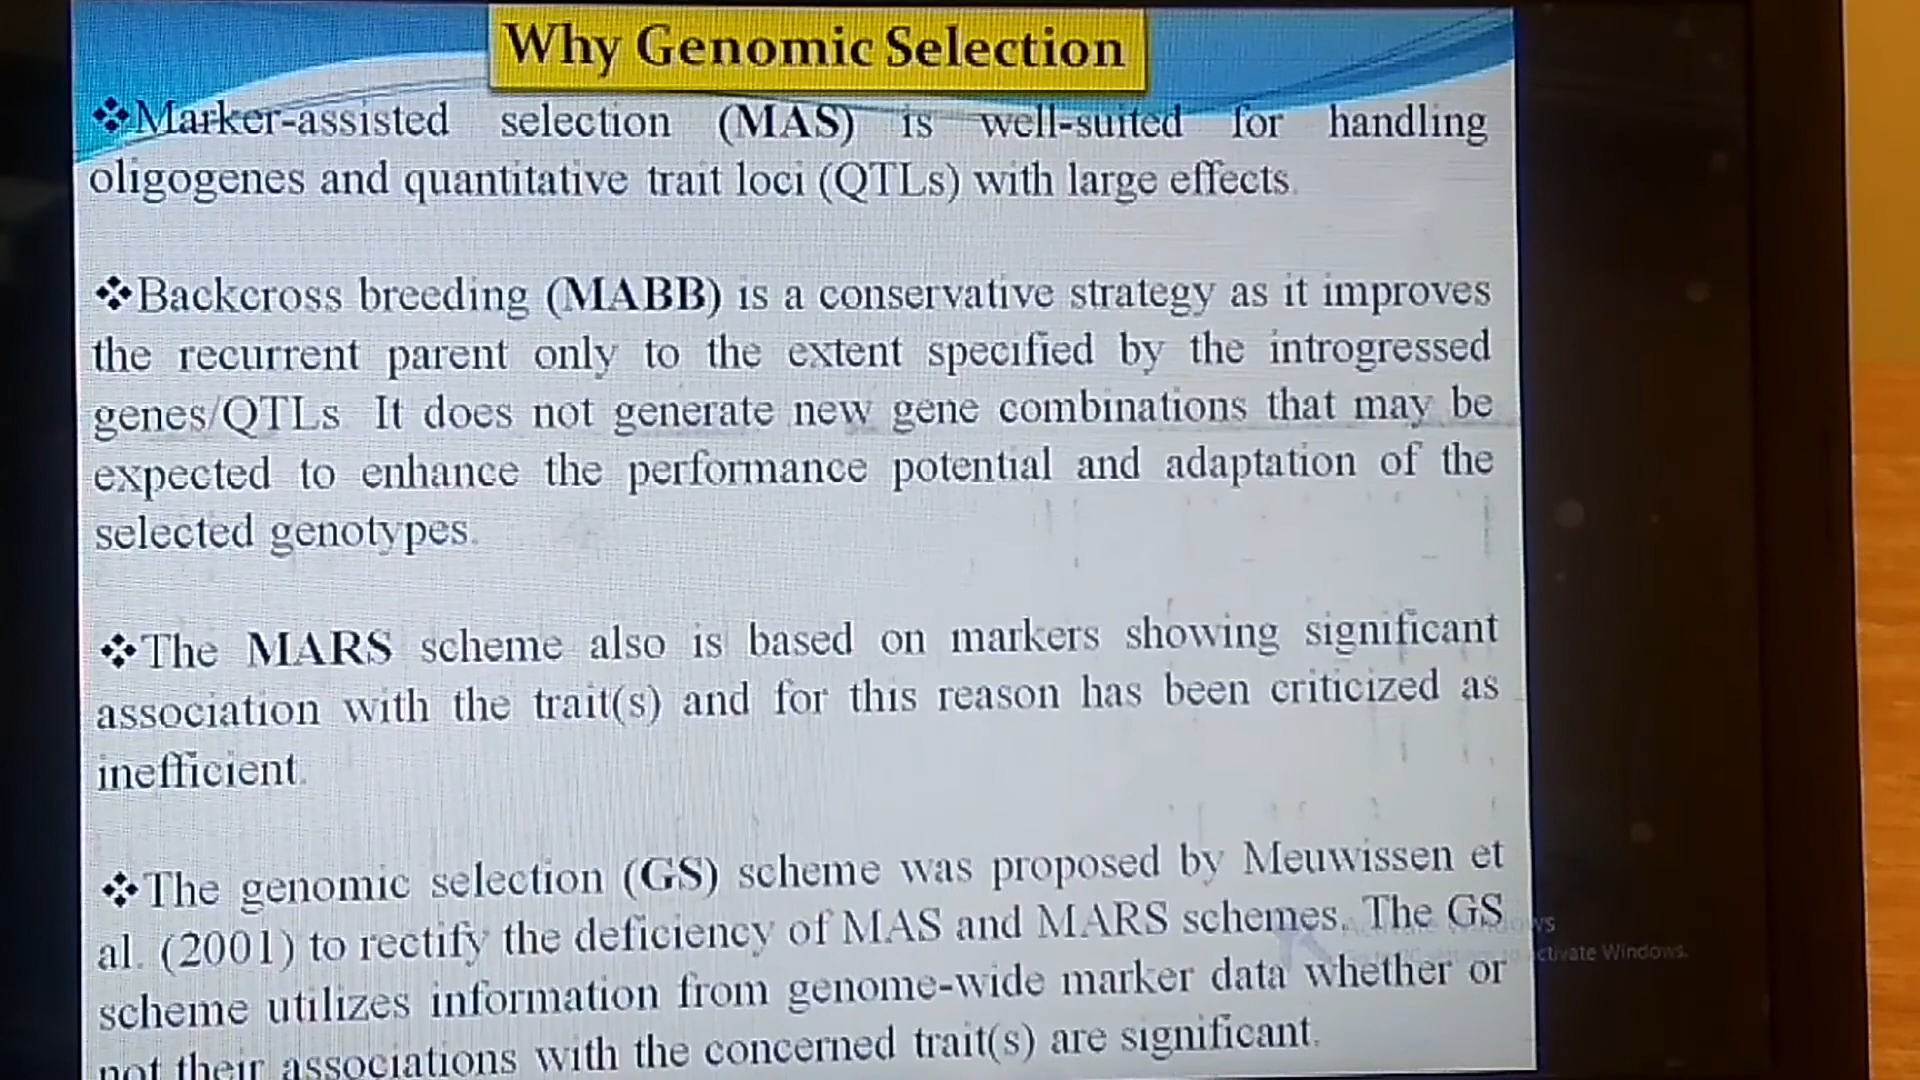 Why Genomic Selection
❖Marker-assisted selection (MAS) is well-suited for handling
oligogenes and quantitative trait loci (QTLs) with large effects.
❖Backcross breeding (MABB) is a conservative strategy as it improves
the recurrent parent only to the extent specified by the introgressed
genes/QTLs It does not generate new gene combinations that may be
expected to enhance the performance potential and adaptation of the
selected genotypes.
❖The MARS scheme also is based on markers showing significant
association with the trait(s) and for this reason has been criticized as
inefficient.
❖The genomic selection (GS) scheme was proposed by Meuwissen et
al. (2001) to rectify the deficiency of MAS and MARS schemes. The GS
scheme utilizes information from genome-wide marker data whether or
not their associations with the concerned trait(s) are significant.
Activate Windows.